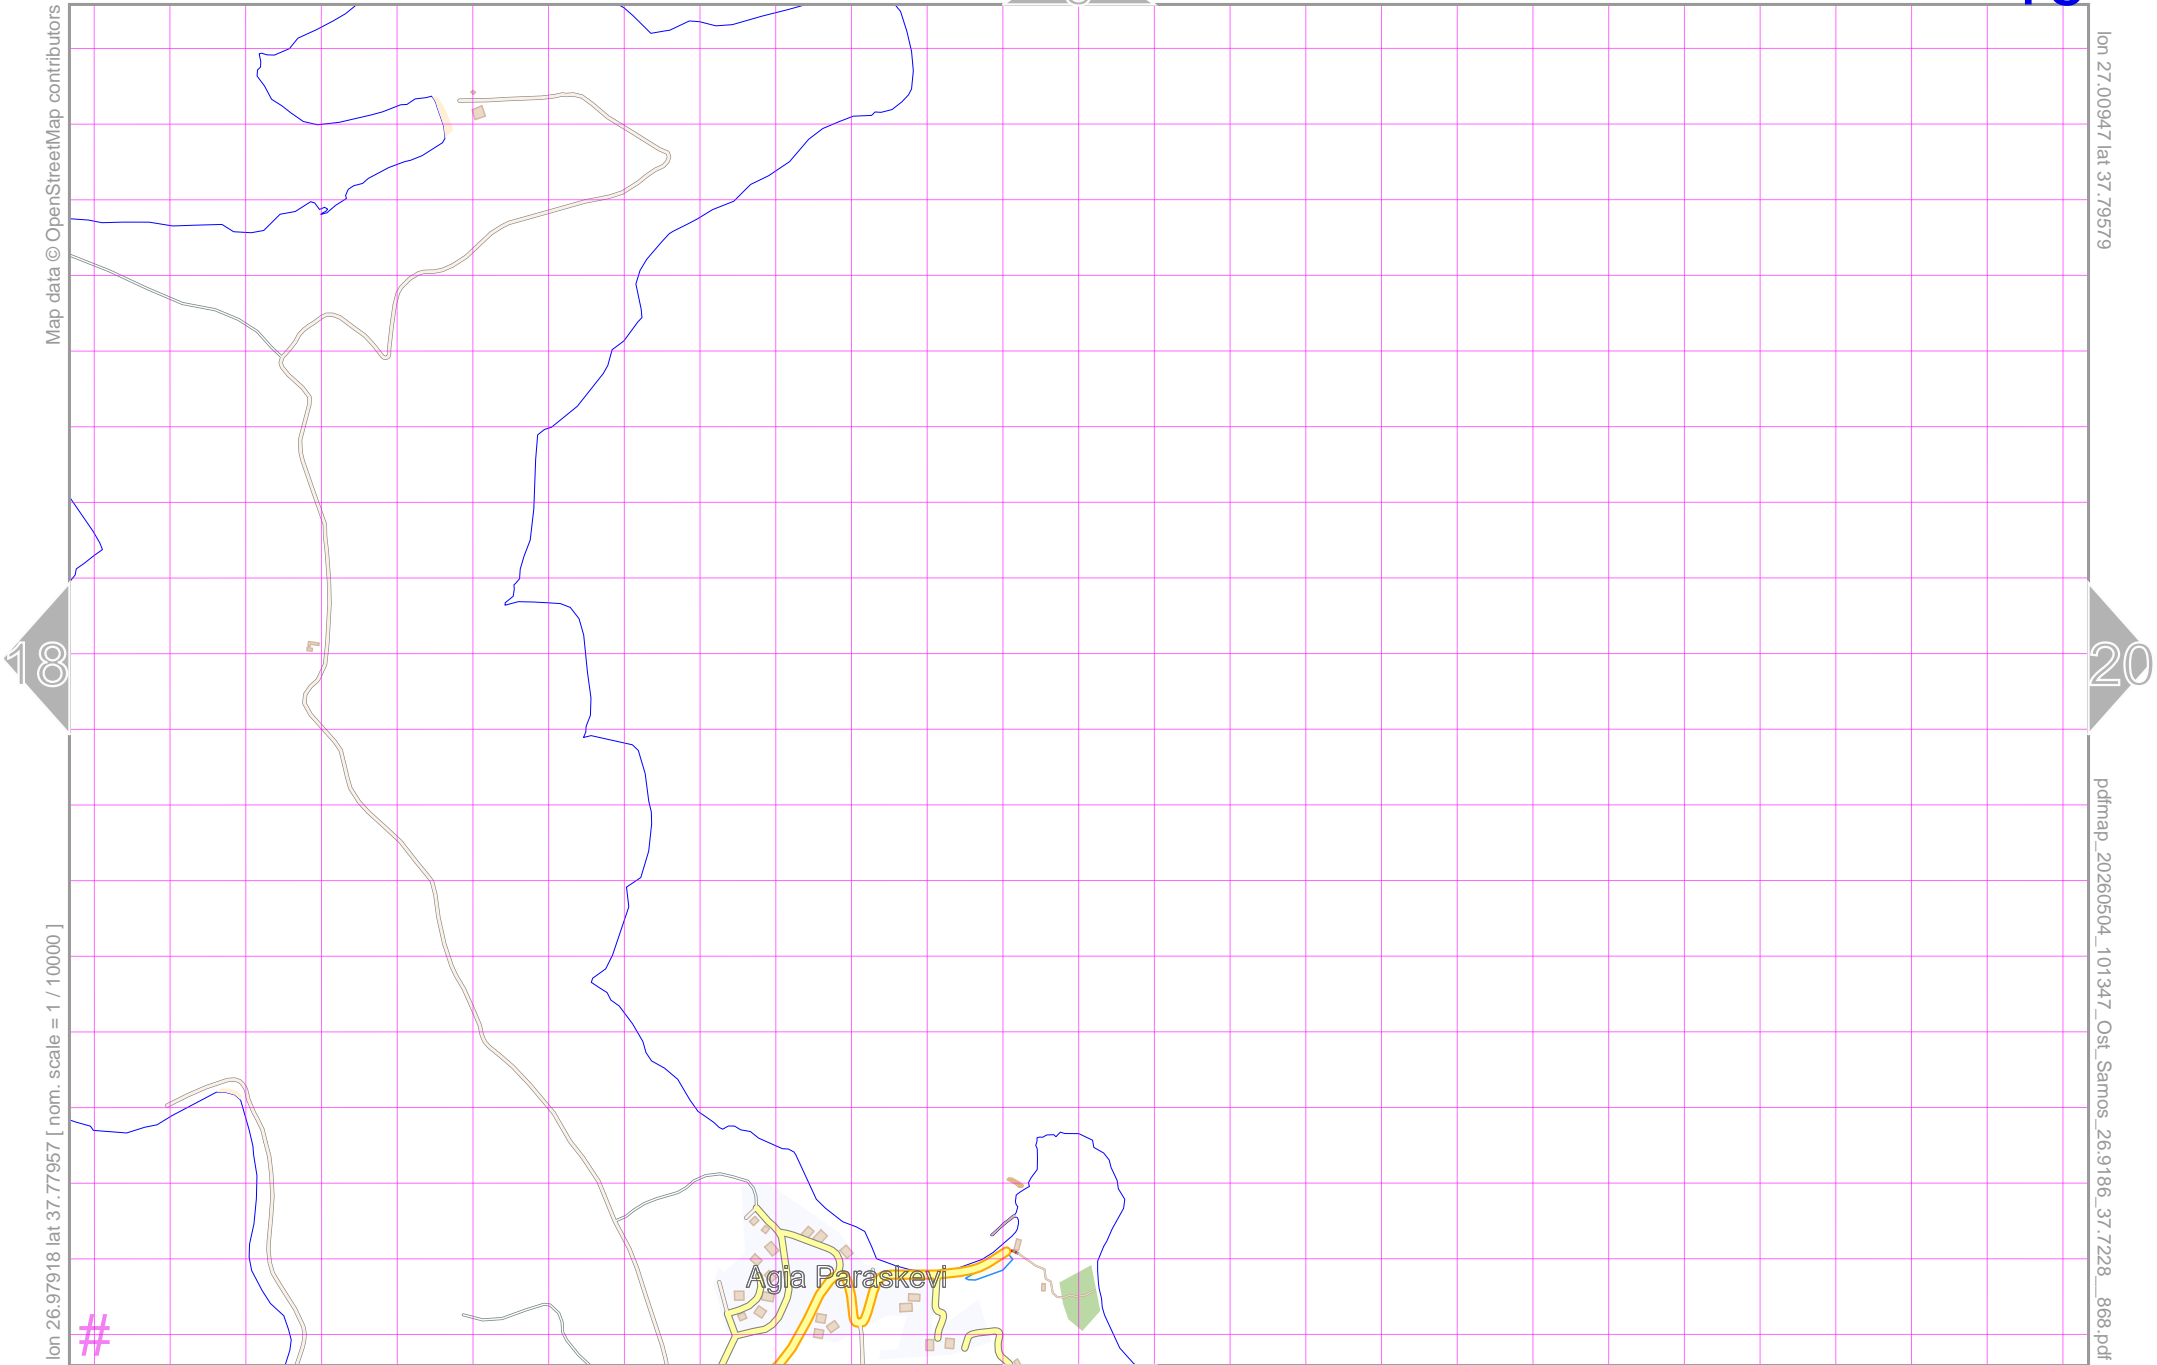 Map data © OpenStreetMap contributors
lon 27.00947 lat 37.79579
18
20
lon 26.97918 lat 37.77957 [ nom. scale = 1 / 10000 ]
pdfmap_20260504_101347_Ost_Samos_26.9186_37.7228__868.pdf
Agia Paraskevi
#